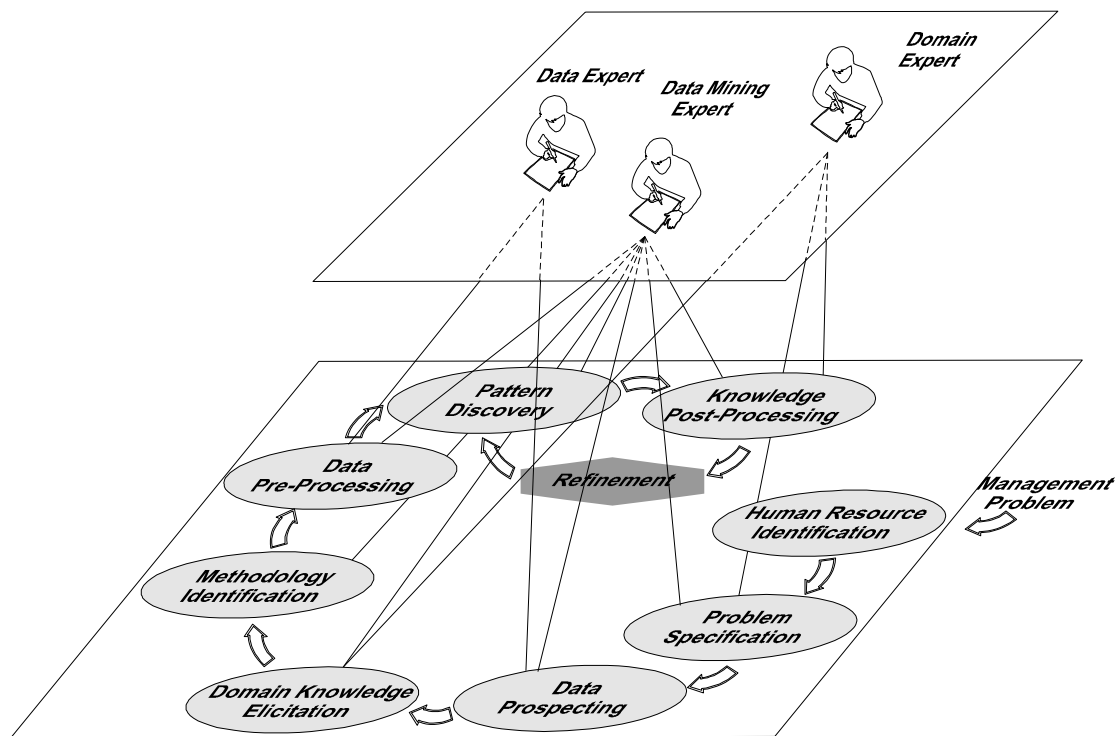 Domain
Expert
Data Expert
Data Mining
Expert
Pattern
Discovery
Knowledge
Post-Processing
Data
Pre-Processing
Refinement
Management
Problem
Human Resource
Identification
Methodology
Identification
Problem
Specification
Domain Knowledge
Elicitation
Data
Prospecting